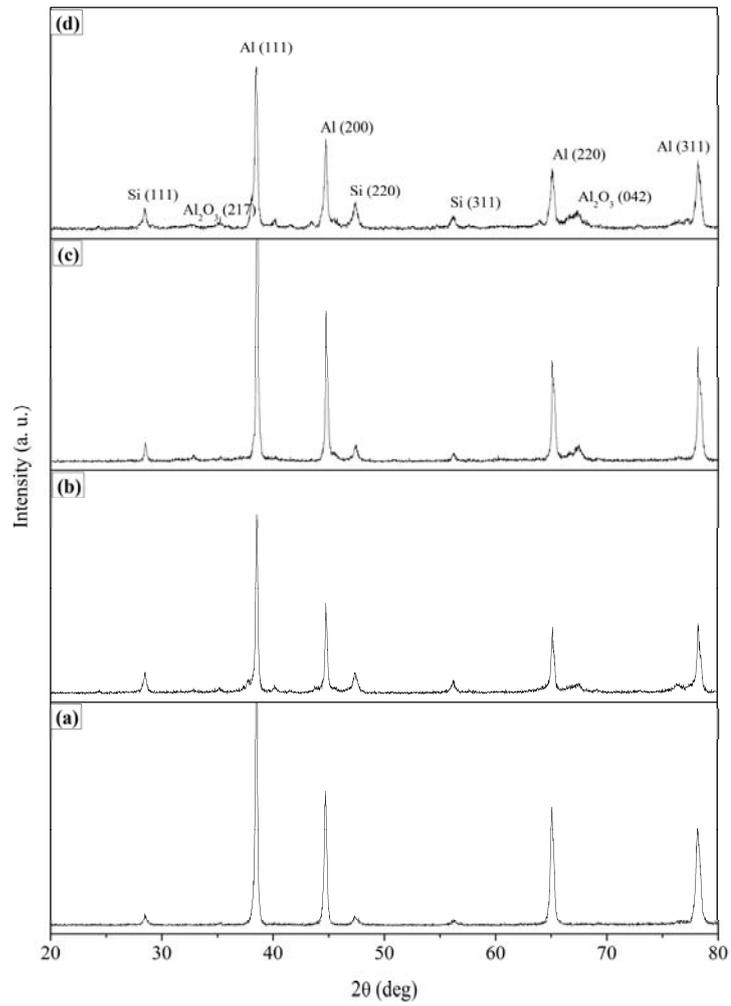 (d)
Al (111)
Al (200)
Al (311)
Al (220)
Si (111)
Al₂O₃ (217)
Si (220)
Si (311)
Al₂O₃ (042)
(c)
(b)
(a)
Intensity (a. u.)
20 30 40 50 60 70 80
2θ (deg)